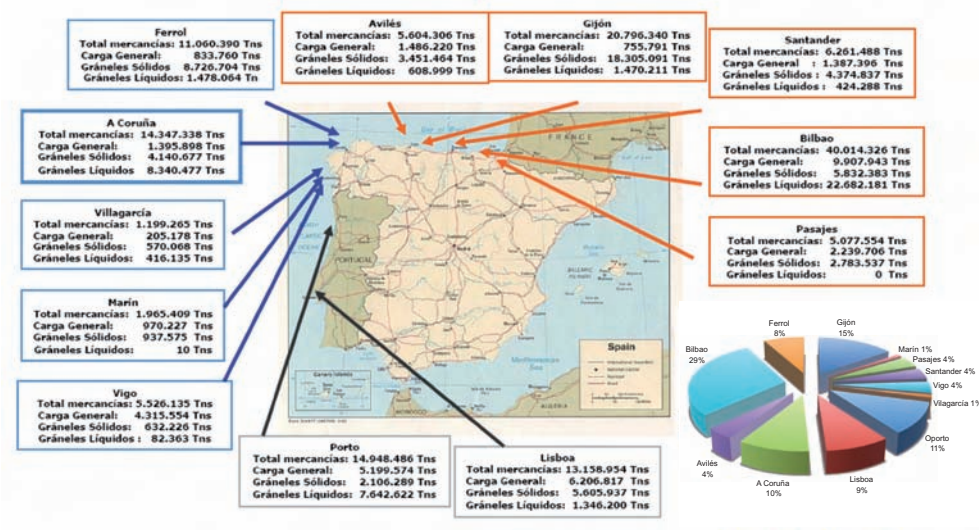 Ferrol
Total mercancías: 11.060.390 Tns
Carga General: 833.760 Tns
Gráneles Sólidos 8.726.704 Tns
Gráneles Líquidos: 1.478.064 Tn
Avilés
Total mercancías: 5.604.306 Tns
Carga General: 1.486.220 Tns
Gráneles Sólidos: 3.451.464 Tns
Gráneles Líquidos: 608.999 Tns
Gijón
Total mercancías: 20.796.340 Tns
Carga General: 755.791 Tns
Gráneles Sólidos: 18.305.091 Tns
Gráneles Líquidos: 1.470.211 Tns
Santander
Total mercancías: 6.261.488 Tns
Carga General : 1.387.396 Tns
Gráneles Sólidos : 4.374.837 Tns
Gráneles Líquidos : 424.288 Tns
A Coruña
Total mercancías: 14.347.338 Tns
Carga General: 1.395.898 Tns
Gráneles Sólidos: 4.140.677 Tns
Gráneles Líquidos 8.340.477 Tns
Bilbao
Total mercancías: 40.014.326 Tns
Carga General: 9.907.943 Tns
Gráneles Sólidos: 5.832.383 Tns
Gráneles Líquidos: 22.682.181 Tns
Villagarcía
Total mercancías: 1.199.265 Tns
Carga General: 205.178 Tns
Gráneles Sólidos: 570.068 Tns
Gráneles Líquidos: 416.135 Tns
Pasajes
Total mercancías: 5.077.554 Tns
Carga General: 2.239.706 Tns
Gráneles Sólidos: 2.783.537 Tns
Gráneles Líquidos: 0 Tns
Marín
Total mercancías: 1.965.409 Tns
Carga General: 970.227 Tns
Gráneles Sólidos: 937.575 Tns
Gráneles Líquidos: 10 Tns
Vigo
Total mercancías: 5.526.135 Tns
Carga General: 4.315.554 Tns
Gráneles Sólidos : 632.226 Tns
Gráneles Líquidos : 82.363 Tns
Porto
Total mercancías: 14.948.486 Tns
Carga General: 5.199.574 Tns
Gráneles Sólidos: 2.106.289 Tns
Gráneles Líquidos: 7.642.622 Tns
Lisboa
Total mercancías: 13.158.954 Tns
Carga General: 6.206.817 Tns
Gráneles Sólidos: 5.605.937 Tns
Gráneles Líquidos: 1.346.200 Tns
FRANCE
PORTUGAL
Spain
Mediterranean
Sea
MOROCCO
ALGERIA
Ferrol
8%
Gijón
15%
Marín 1%
Pasajes 4%
Santander 4%
Vigo 4%
Vilagarcía 1%
Oporto
11%
Lisboa
9%
A Coruña
10%
Avilés
4%
Bilbao
29%